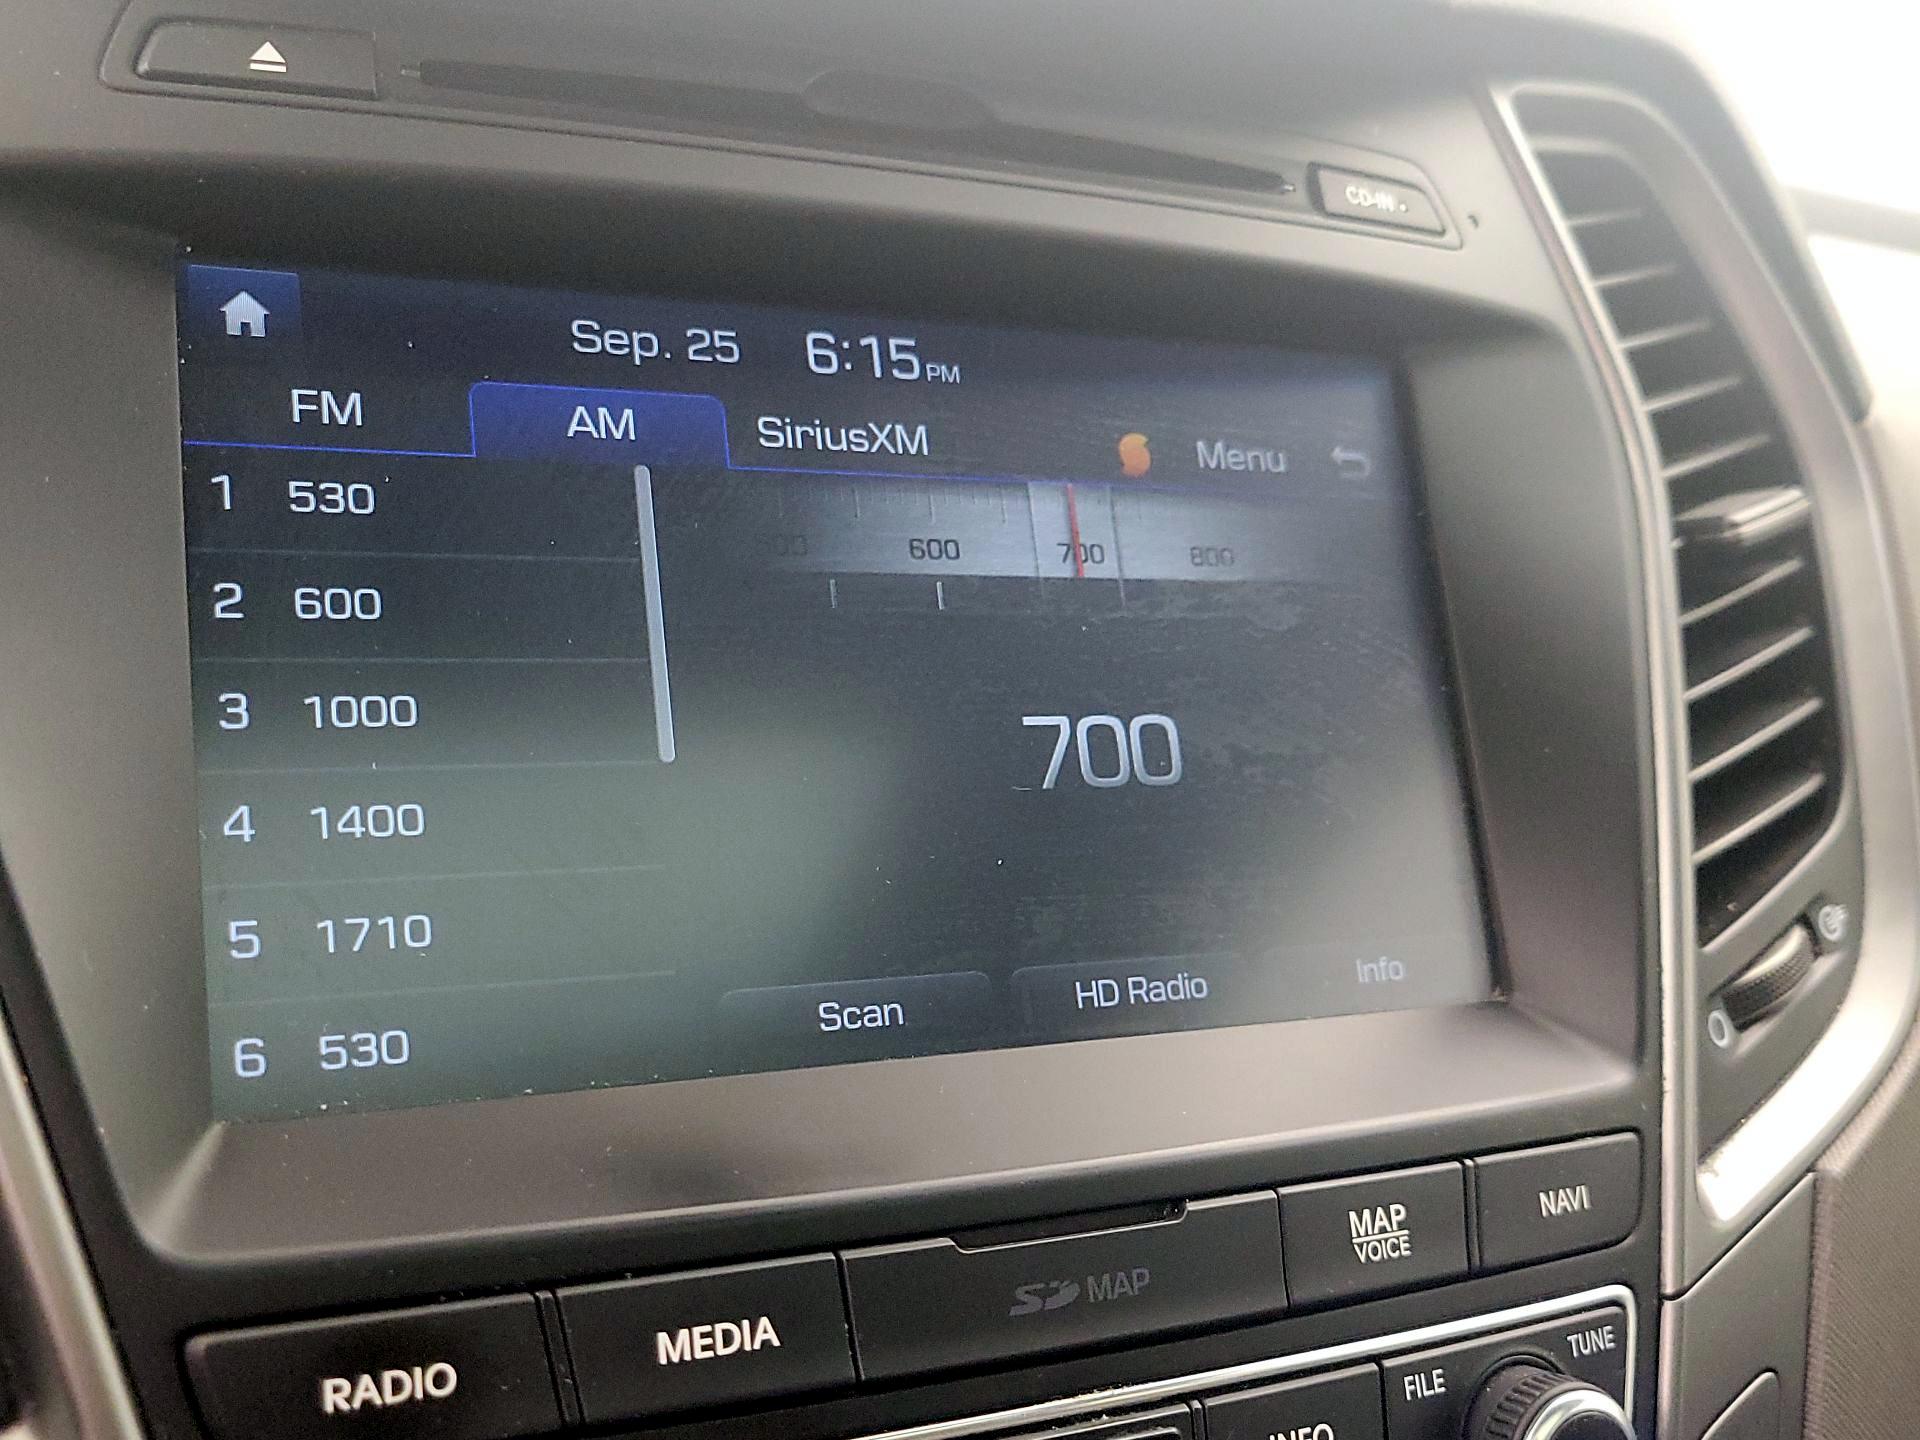 CD-IN
Sep. 25 6:15 PM
FM AM SiriusXM Menu
1 530
2 600
3 1000
4 1400
5 1710
6 530
600 700 800
700
Scan HD Radio Info
RADIO MEDIA SD MAP MAP VOICE NAVI
FILE TUNE
INFO
0